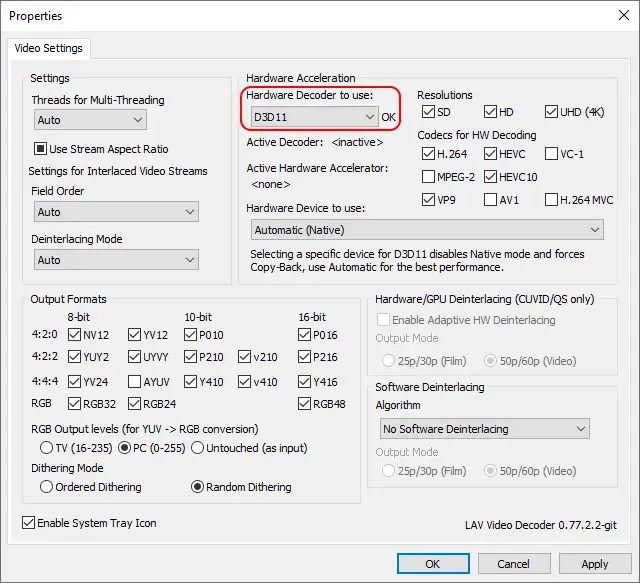 Properties
Video Settings
Settings
Threads for Multi-Threading
Auto
Use Stream Aspect Ratio
Settings for Interlaced Video Streams
Field Order
Auto
Deinterlacing Mode
Auto
Hardware Acceleration
Hardware Decoder to use:
D3D11 OK
Active Decoder: <inactive>
Active Hardware Accelerator:
<none>
Resolutions
SD HD UHD (4K)
Codecs for HW Decoding
H.264 HEVC VC-1
MPEG-2 HEVC10
VP9 AV1 H.264 MVC
Hardware Device to use:
Automatic (Native)
Selecting a specific device for D3D11 disables Native mode and forces
Copy-Back, use Automatic for the best performance.
Output Formats
8-bit 10-bit 16-bit
4:2:0 NV12 YV12 P010 P016
4:2:2 YUY2 UYVY P210 v210 P216
4:4:4 YV24 AYUV Y410 v410 Y416
RGB RGB32 RGB24 RGB48
RGB Output levels (for YUV -> RGB conversion)
TV (16-235) PC (0-255) Untouched (as input)
Dithering Mode
Ordered Dithering Random Dithering
Hardware/GPU Deinterlacing (CUVID/QS only)
Enable Adaptive HW Deinterlacing
Output Mode
25p/30p (Film) 50p/60p (Video)
Software Deinterlacing
Algorithm
No Software Deinterlacing
Output Mode
25p/30p (Film) 50p/60p (Video)
Enable System Tray Icon
LAV Video Decoder 0.77.2.2-git
OK Cancel Apply